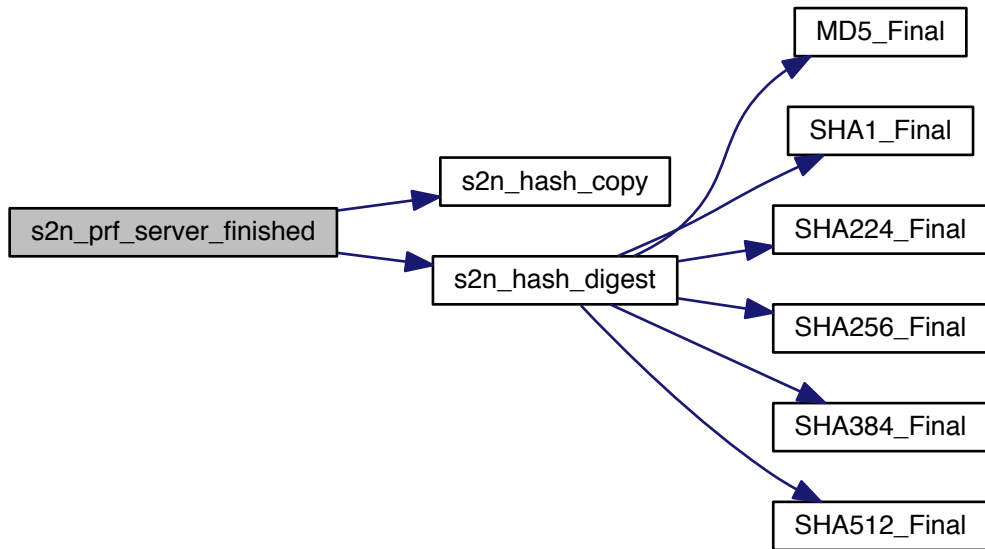 MD5_Final
SHA1_Final
s2n_hash_copy
SHA224_Final
s2n_prf_server_finished
s2n_hash_digest
SHA256_Final
SHA384_Final
SHA512_Final